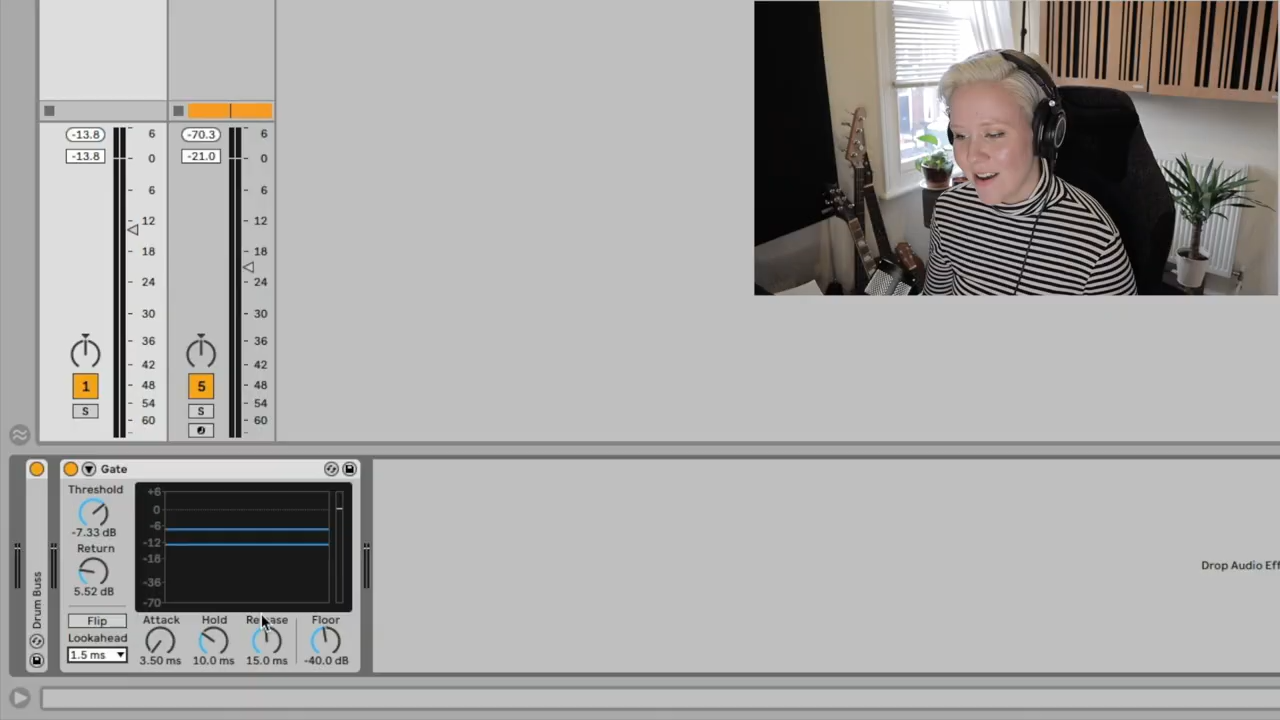 -13.8
-13.8
6
0
6
12
18
24
30
36
42
48
54
60
1
S
-70.3
-21.0
6
0
6
12
18
24
30
36
42
48
54
60
5
S
Drum Buss
Gate
Threshold
-7.33 dB
Return
5.52 dB
Flip
Lookahead
1.5 ms
+6
0
-6
-12
-18
-36
-70
Attack
Hold
Release
Floor
3.50 ms
10.0 ms
15.0 ms
-40.0 dB
Drop Audio Eff